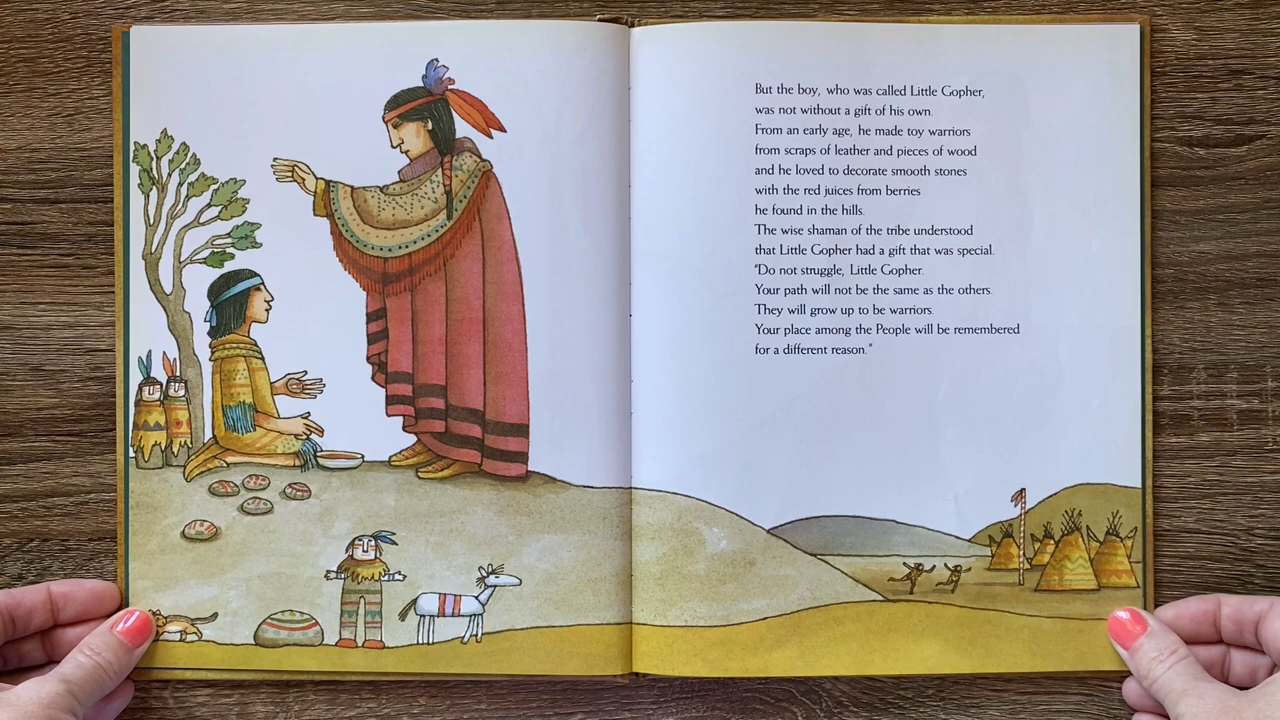 But the boy, who was called Little Gopher,
was not without a gift of his own.
From an early age, he made toy warriors
from scraps of leather and pieces of wood
and he loved to decorate smooth stones
with the red juices from berries
he found in the hills.
The wise shaman of the tribe understood
that Little Gopher had a gift that was special.
"Do not struggle, Little Gopher.
Your path will not be the same as the others.
They will grow up to be warriors.
Your place among the People will be remembered
for a different reason."